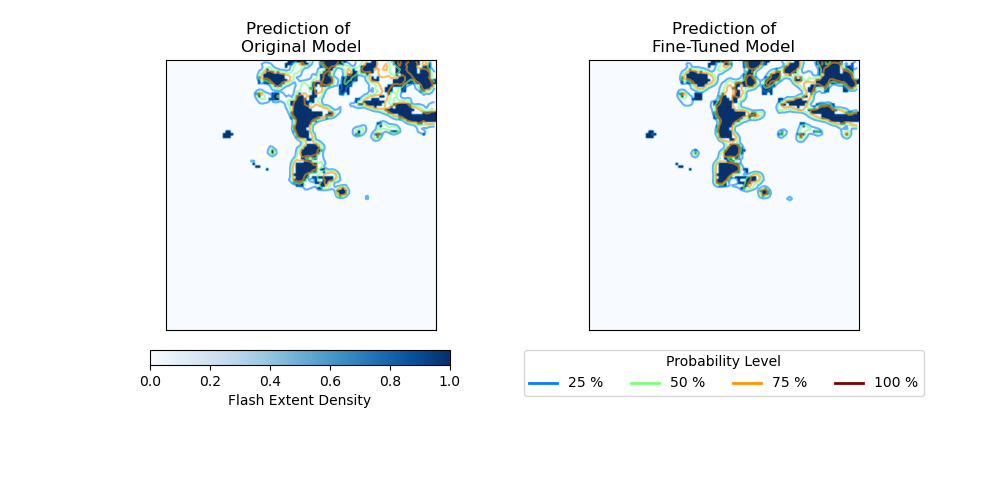 Prediction of
Original Model
Prediction of
Fine-Tuned Model
0.0 0.2 0.4 0.6 0.8 1.0
Flash Extent Density
Probability Level
25 % 50 % 75 % 100 %